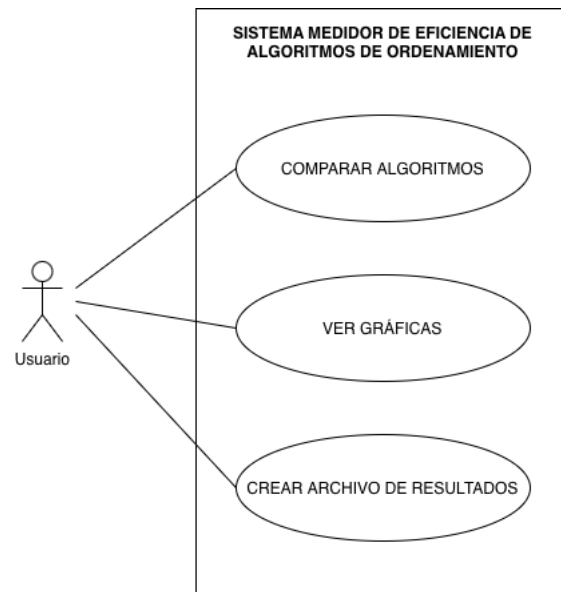 SISTEMA MEDIDOR DE EFICIENCIA DE
ALGORITMOS DE ORDENAMIENTO
COMPARAR ALGORITMOS
VER GRÁFICAS
Usuario
CREAR ARCHIVO DE RESULTADOS